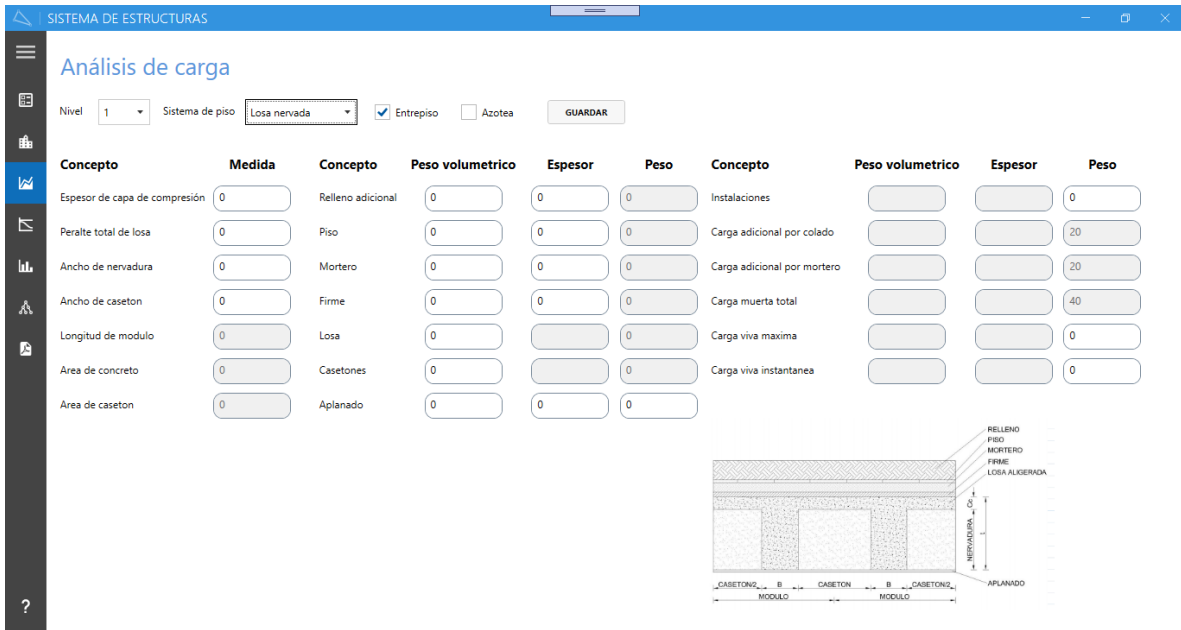 SISTEMA DE ESTRUCTURAS
Análisis de carga
Nivel 1 Sistema de piso Losa nervada Entrepiso Azotea GUARDAR
Concepto Medida Concepto Peso volumetrico Espesor Peso Concepto Peso volumetrico Espesor Peso
Espesor de capa de compresión 0 Relleno adicional 0 0 0 Instalaciones 0
Peralte total de losa 0 Piso 0 0 0 Carga adicional por colado 20
Ancho de nervadura 0 Mortero 0 0 0 Carga adicional por mortero 20
Ancho de caseton 0 Firme 0 0 0 Carga muerta total 40
Longitud de modulo 0 Losa 0 0 Carga viva maxima 0
Area de concreto 0 Casetones 0 0 Carga viva instantanea 0
Area de caseton 0 Aplanado 0 0 0
RELLENO
PISO
MORTERO
FIRME
LOSA ALIGERADA
Cc
NERVADURA
L
CASETON/2 B CASETON B CASETON/2 APLANADO
MODULO MODULO
?